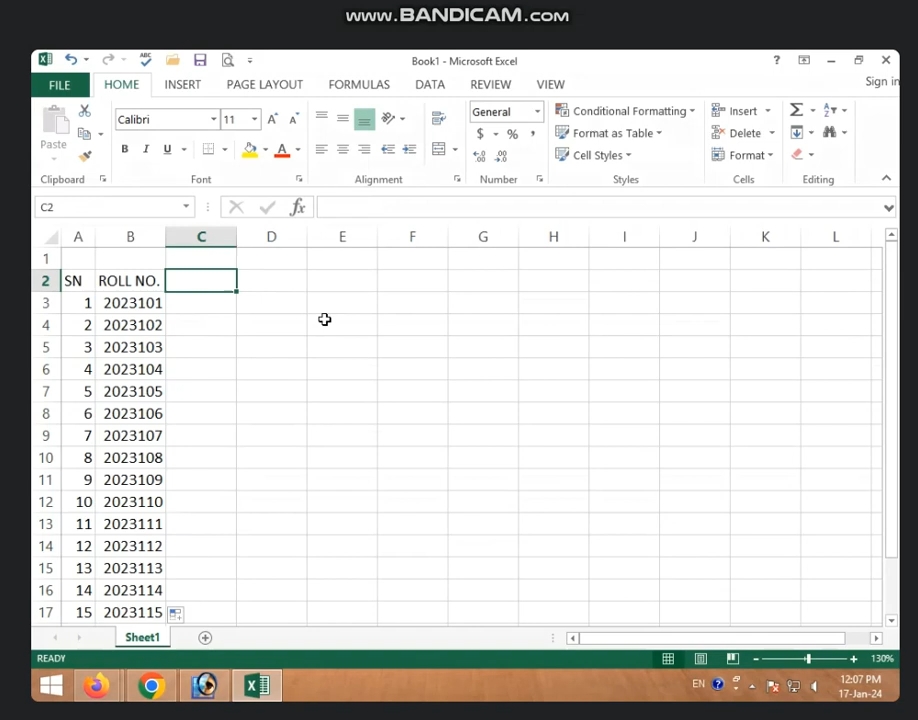 www.BANDICAM.com
Book1 - Microsoft Excel
?
Sign in
FILE HOME INSERT PAGE LAYOUT FORMULAS DATA REVIEW VIEW
Paste
Calibri 11
General
Conditional Formatting
Format as Table
Cell Styles
Insert
Delete
Format
B I U
$ % ,
Clipboard Font Alignment Number Styles Cells Editing
C2 fx
A B C D E F G H I J K L
1
2 SN ROLL NO.
3 1 2023101
4 2 2023102
5 3 2023103
6 4 2023104
7 5 2023105
8 6 2023106
9 7 2023107
10 8 2023108
11 9 2023109
12 10 2023110
13 11 2023111
14 12 2023112
15 13 2023113
16 14 2023114
17 15 2023115
Sheet1
READY 130%
EN 12:07 PM
17-Jan-24